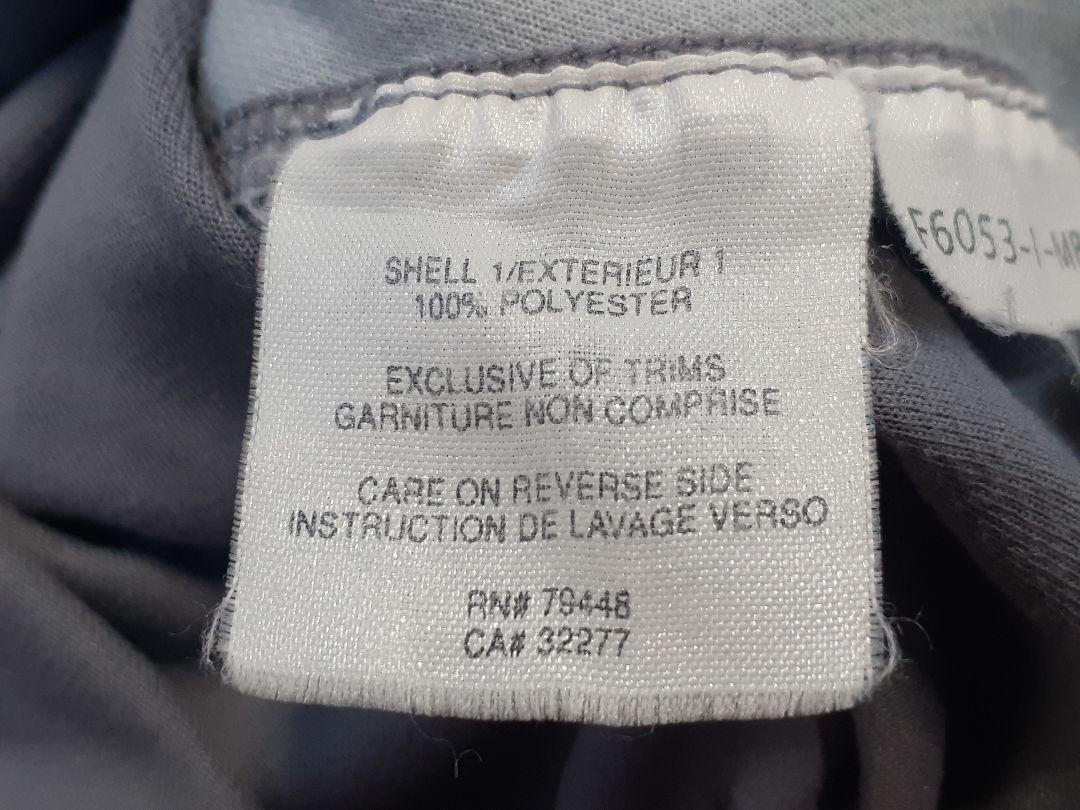 SHELL 1/EXTERIEUR 1
100% POLYESTER
EXCLUSIVE OF TRIMS
GARNITURE NON COMPRISE
CARE ON REVERSE SIDE
INSTRUCTION DE LAVAGE VERSO
RN# 79448
CA# 32277
F6053-1-MR